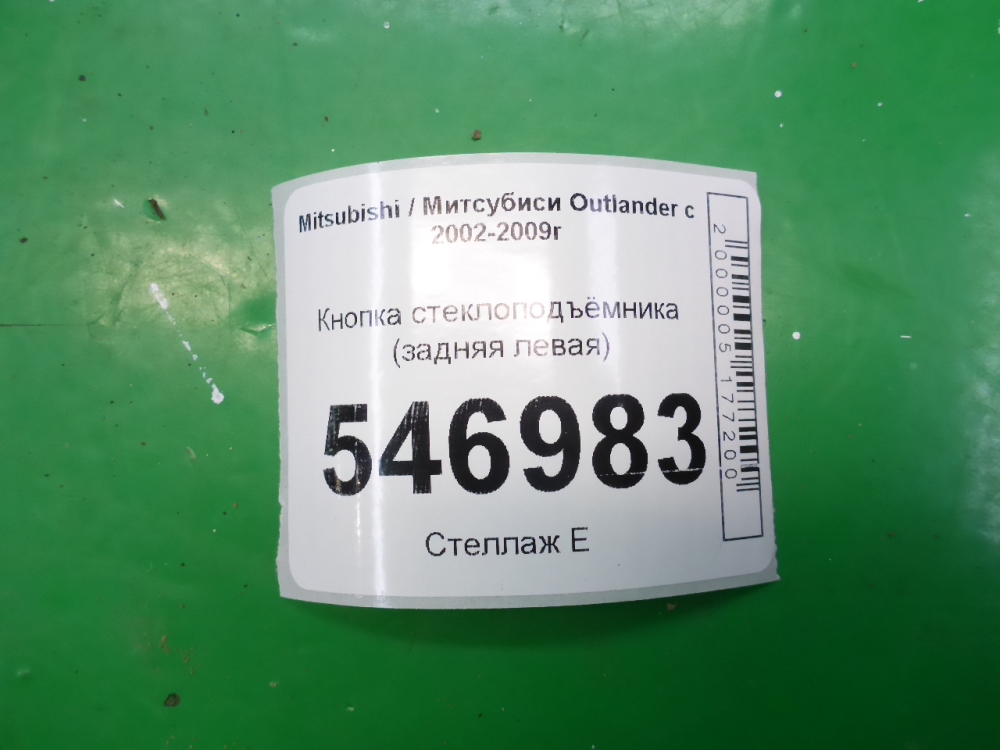 Mitsubishi / Митсубиси Outlander с
2002-2009г
Кнопка стеклоподъёмника
(задняя левая)
546983
Стеллаж Е
2000005177200